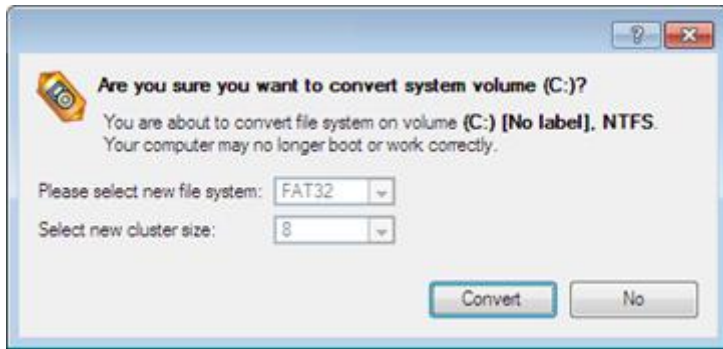 Are you sure you want to convert system volume (C:)?
You are about to convert file system on volume (C:) [No label], NTFS.
Your computer may no longer boot or work correctly.
Please select new file system: FAT32
Select new cluster size: 8
Convert No